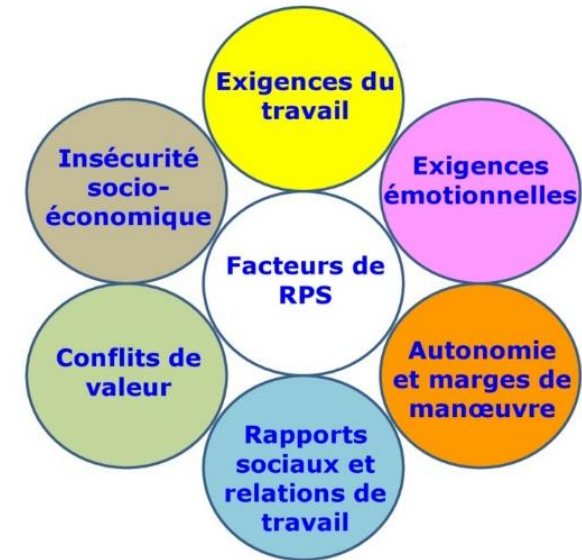 Exigences du
travail
Insécurité
socio-
économique
Exigences
émotionnelles
Facteurs de
RPS
Conflits de
valeur
Autonomie
et marges de
manœuvre
Rapports
sociaux et
relations de
travail